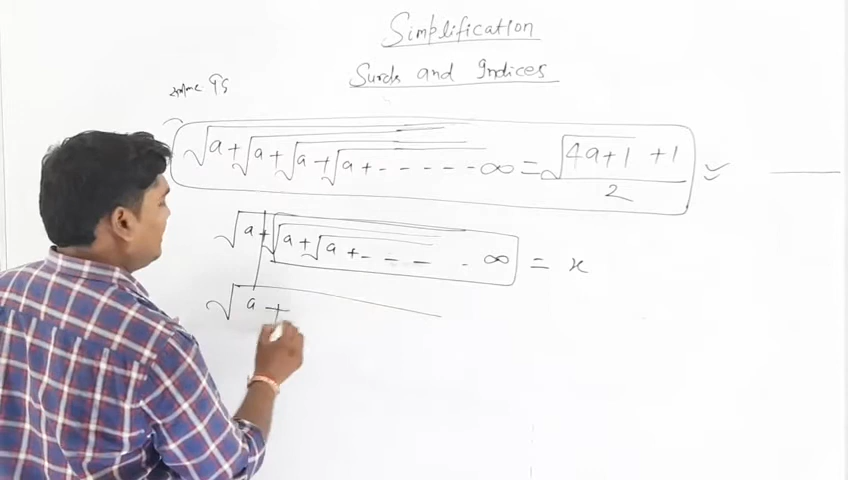 Simplification
Surds and Indices
√a+√a+√a+√a+------∞ = √4a+1 +1 / 2
√a+√a+√a+---- - ∞ = x
√a+